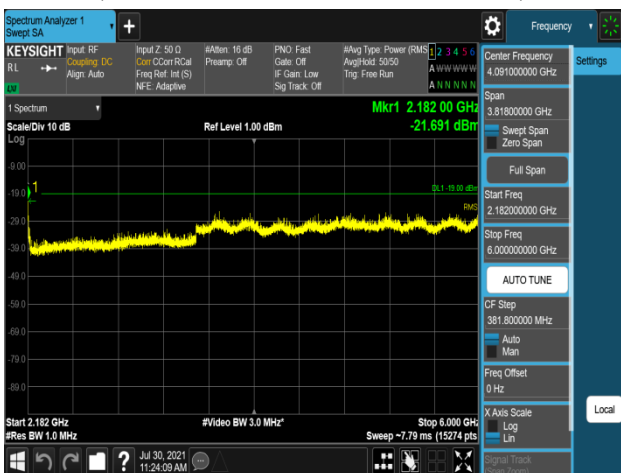 Spectrum Analyzer 1
Swept SA
+
Frequency
KEYSIGHT
RL
Input: RF
Coupling: DC
Align: Auto
Input Z: 50 Ω
Corr CCorr RCal
Freq Ref: Int (S)
NFE: Adaptive
#Atten: 16 dB
Preamp: Off
PNO: Fast
Gate: Off
IF Gain: Low
Sig Track: Off
#Avg Type: Power (RMS
Avg|Hold: 50/50
Trig: Free Run
1 2 3 4 5 6
A W W W W W
A N N N N N
1 Spectrum
Scale/Div 10 dB
Log
Ref Level 1.00 dBm
Mkr1 2.182 00 GHz
-21.691 dBm
-9.00
-19.0
-29.0
-39.0
-49.0
-59.0
-69.0
-79.0
-89.0
1
DL1 -19.00 dBm
RMS
Start 2.182 GHz
#Res BW 1.0 MHz
#Video BW 3.0 MHz*
Stop 6.000 GHz
Sweep ~7.79 ms (15274 pts
?
Jul 30, 2021
11:24:09 AM
Center Frequency
4.091000000 GHz
Span
3.81800000 GHz
Swept Span
Zero Span
Full Span
Start Freq
2.182000000 GHz
Stop Freq
6.000000000 GHz
AUTO TUNE
CF Step
381.800000 MHz
Auto
Man
Freq Offset
0 Hz
X Axis Scale
Log
Lin
Signal Track
(Span Zoom)
Settings
Local